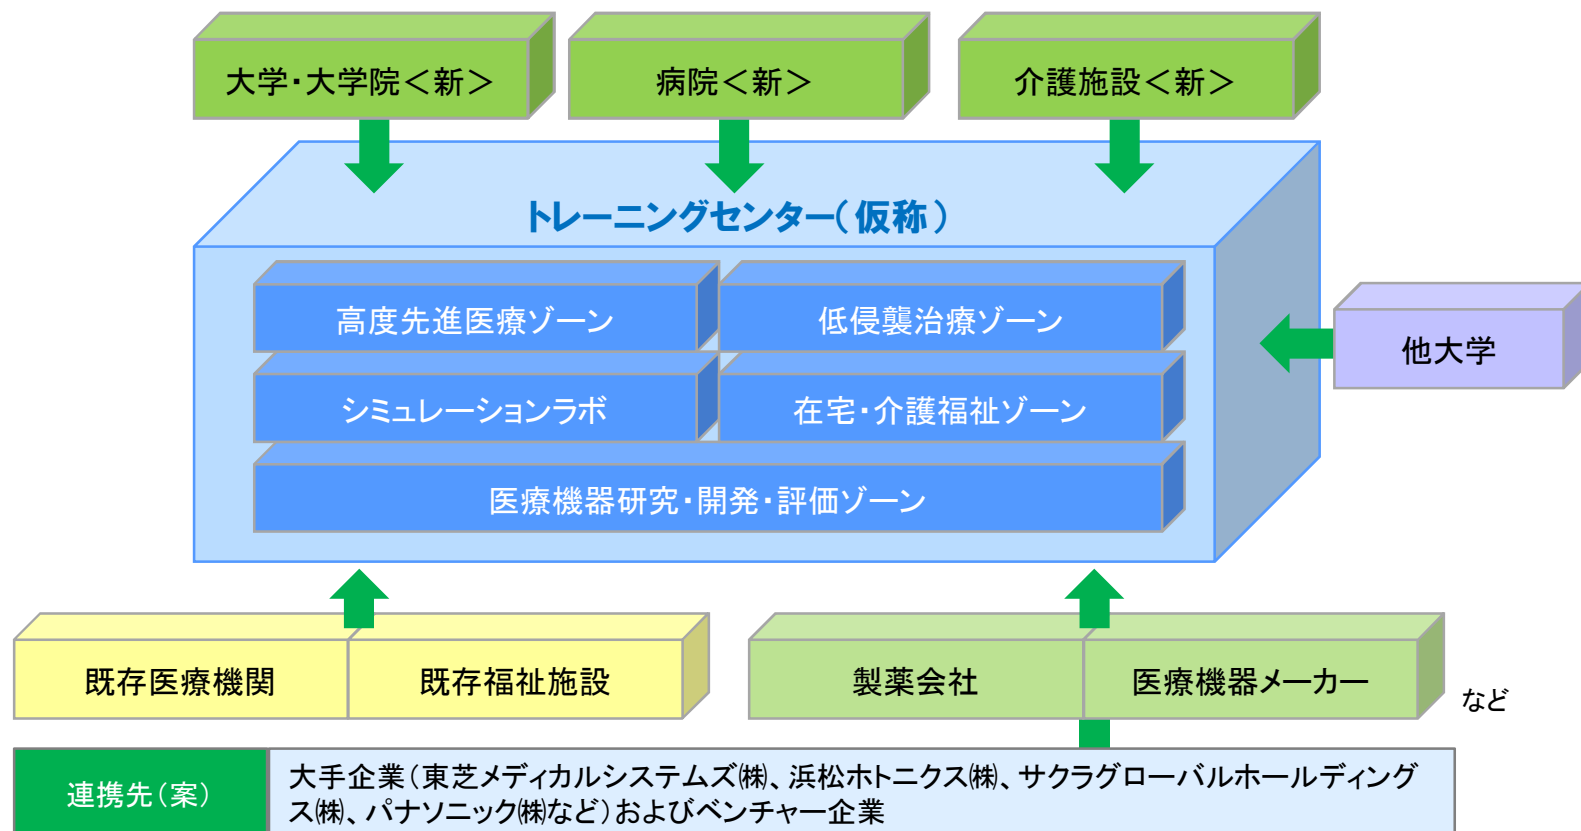 大学・大学院＜新＞
病院＜新＞
介護施設＜新＞
トレーニングセンター（仮称）
高度先進医療ゾーン
低侵襲治療ゾーン
他大学
シミュレーションラボ
在宅・介護福祉ゾーン
医療機器研究・開発・評価ゾーン
既存医療機関
既存福祉施設
製薬会社
医療機器メーカー
など
連携先（案）
大手企業（東芝メディカルシステムズ㈱、浜松ホトニクス㈱、サクラグローバルホールディング
ス㈱、パナソニック㈱など）およびベンチャー企業